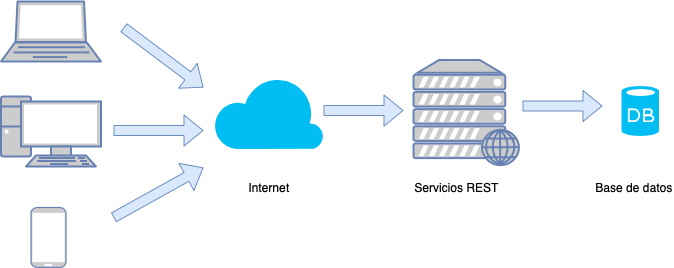 DB
Internet
Servicios REST
Base de datos